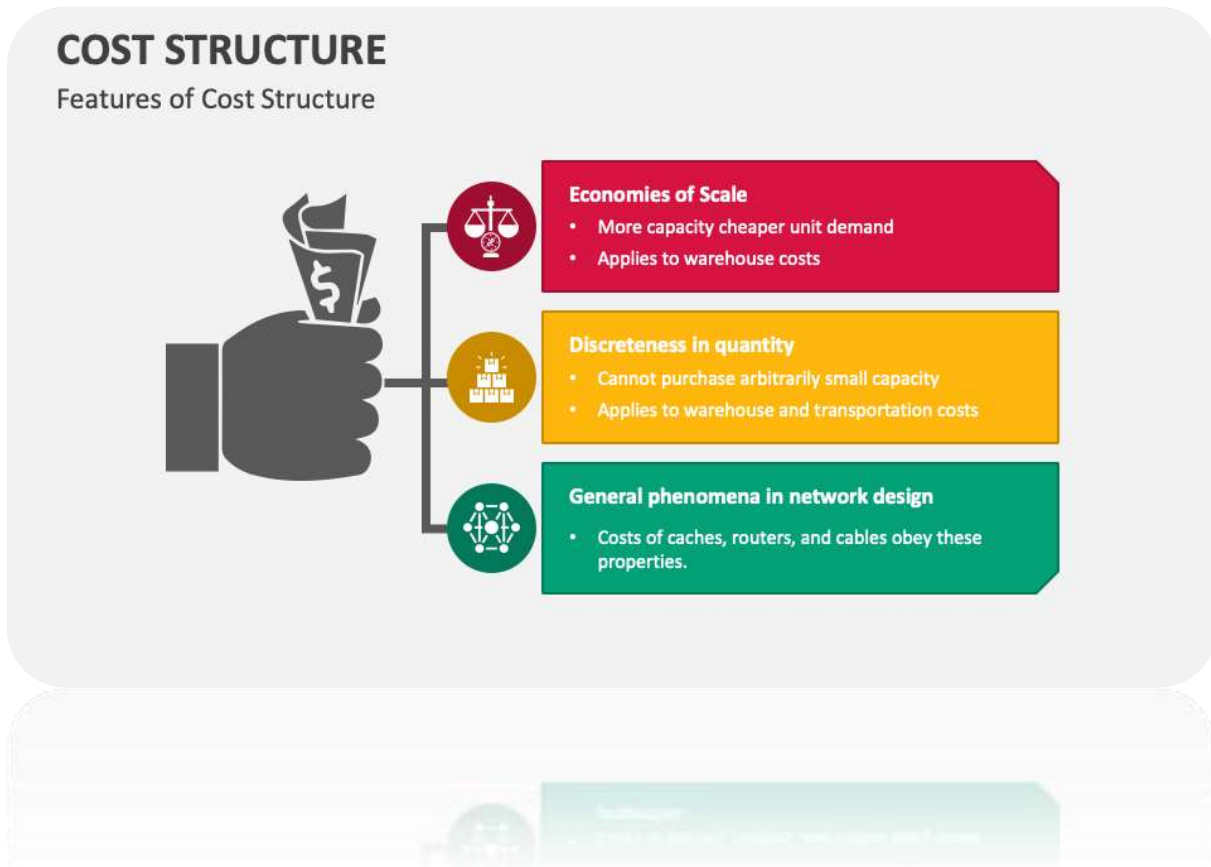 COST STRUCTURE
Features of Cost Structure
Economies of Scale
• More capacity cheaper unit demand
• Applies to warehouse costs
Discreteness in quantity
• Cannot purchase arbitrarily small capacity
• Applies to warehouse and transportation costs
General phenomena in network design
• Costs of caches, routers, and cables obey these
properties.